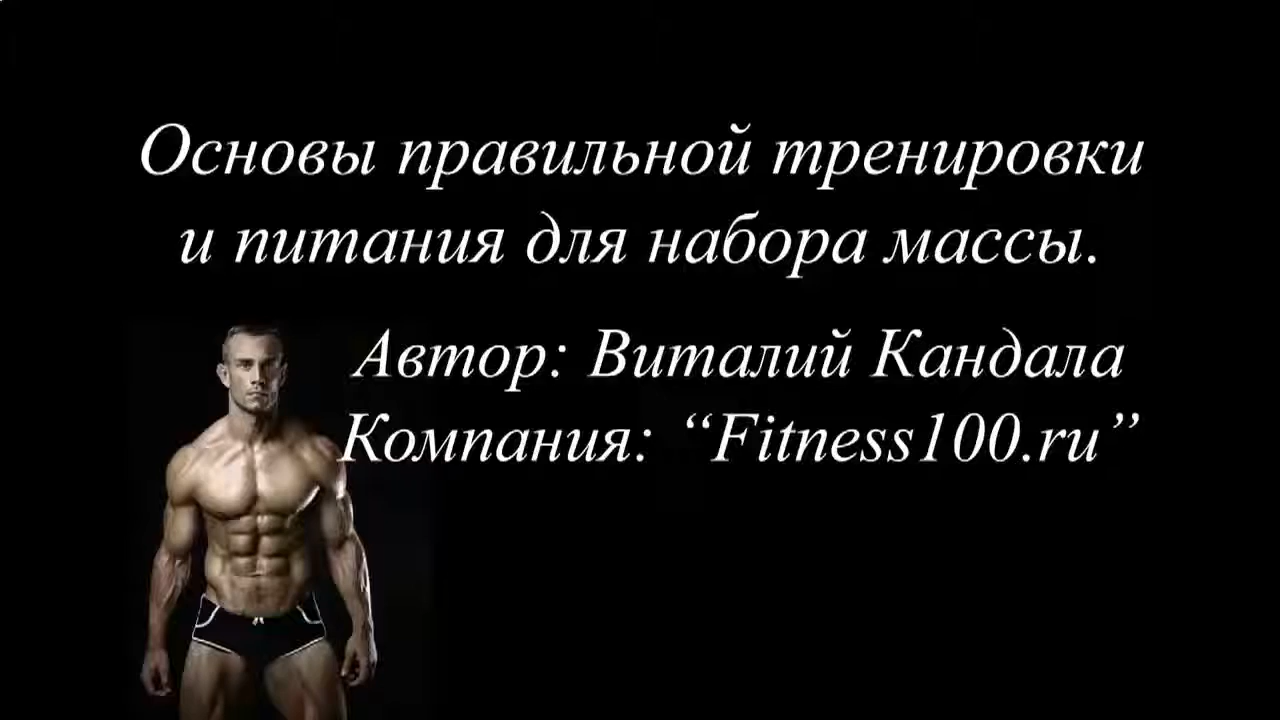 Основы правильной тренировки
и питания для набора массы.
Автор: Виталий Кандала
Компания: “Fitness100.ru”